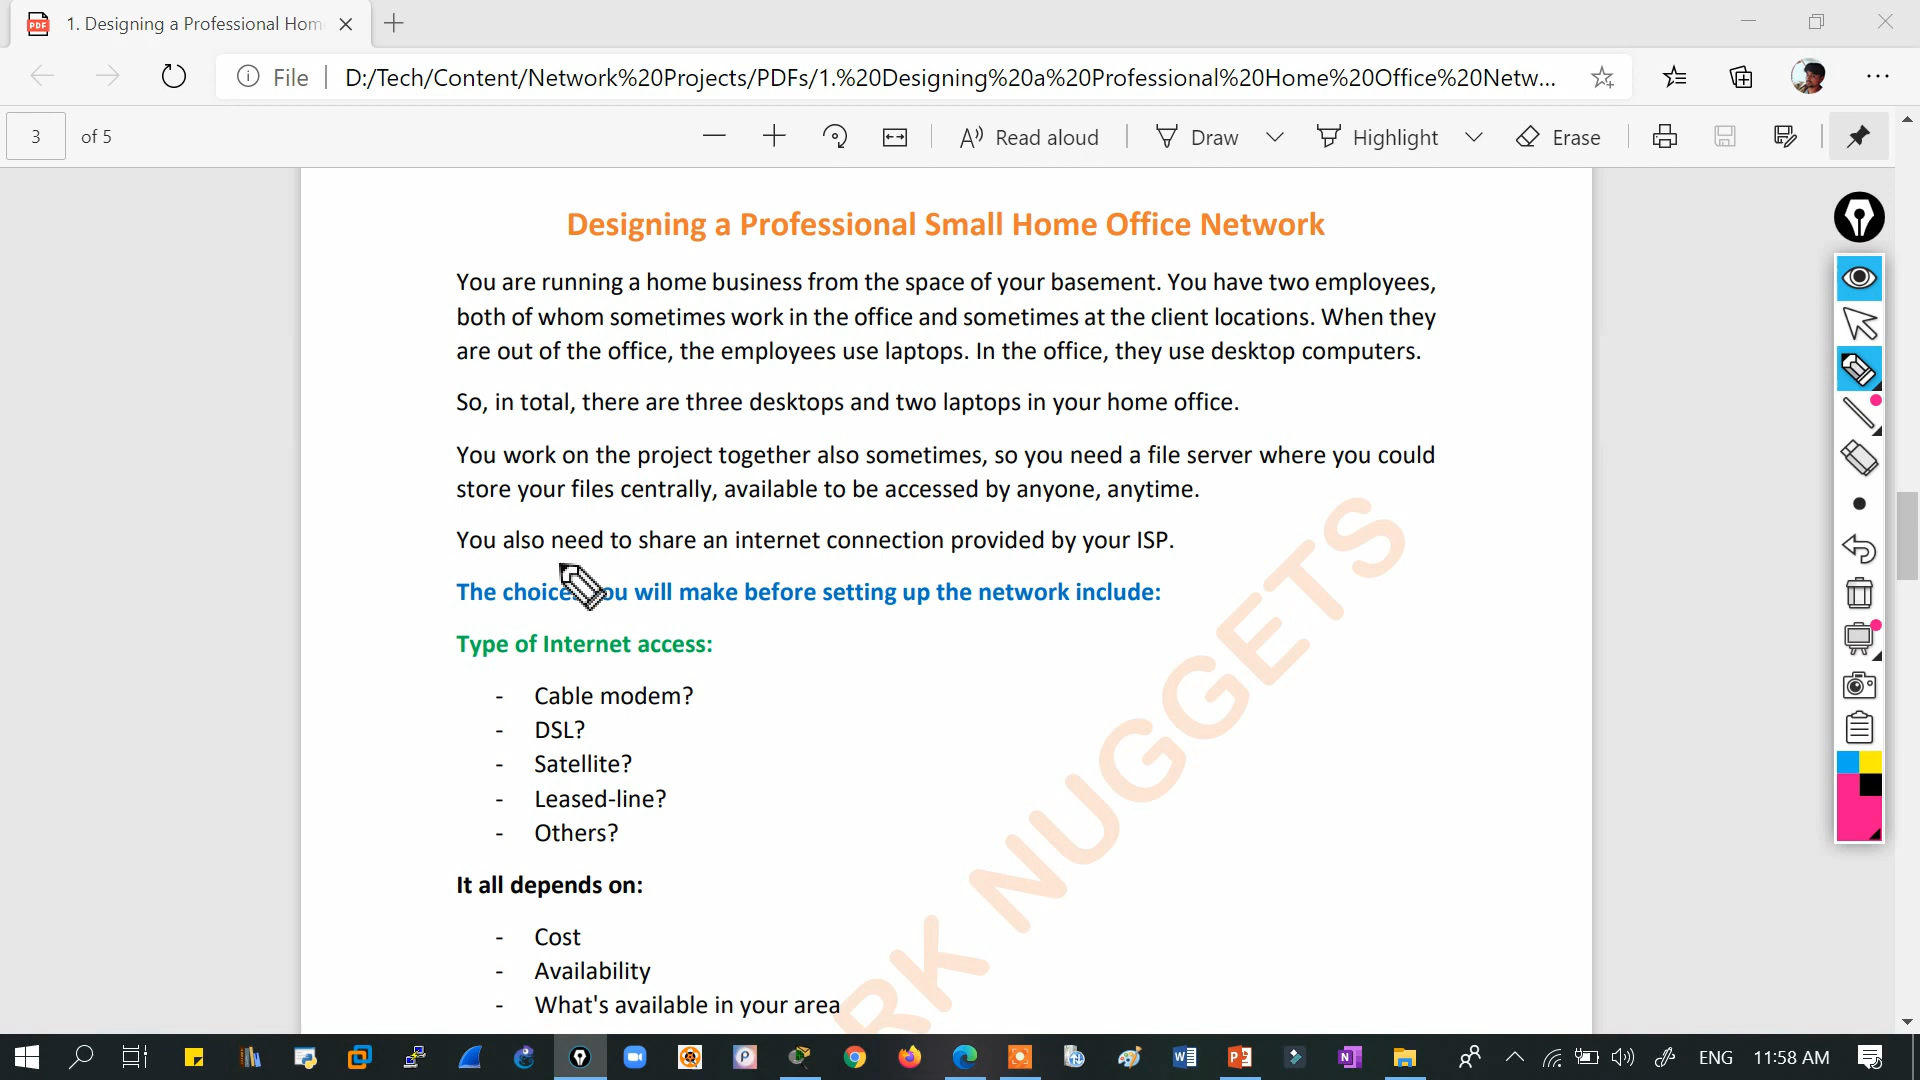 1. Designing a Professional Hom
File
D:/Tech/Content/Network%20Projects/PDFs/1.%20Designing%20a%20Professional%20Home%20Office%20Netw...
3 of 5
Read aloud
Draw
Highlight
Erase
Designing a Professional Small Home Office Network
You are running a home business from the space of your basement. You have two employees,
both of whom sometimes work in the office and sometimes at the client locations. When they
are out of the office, the employees use laptops. In the office, they use desktop computers.
So, in total, there are three desktops and two laptops in your home office.
You work on the project together also sometimes, so you need a file server where you could
store your files centrally, available to be accessed by anyone, anytime.
You also need to share an internet connection provided by your ISP.
The choices you will make before setting up the network include:
Type of Internet access:
- Cable modem?
- DSL?
- Satellite?
- Leased-line?
- Others?
It all depends on:
- Cost
- Availability
- What's available in your area
RK NUGGETS
ENG
11:58 AM